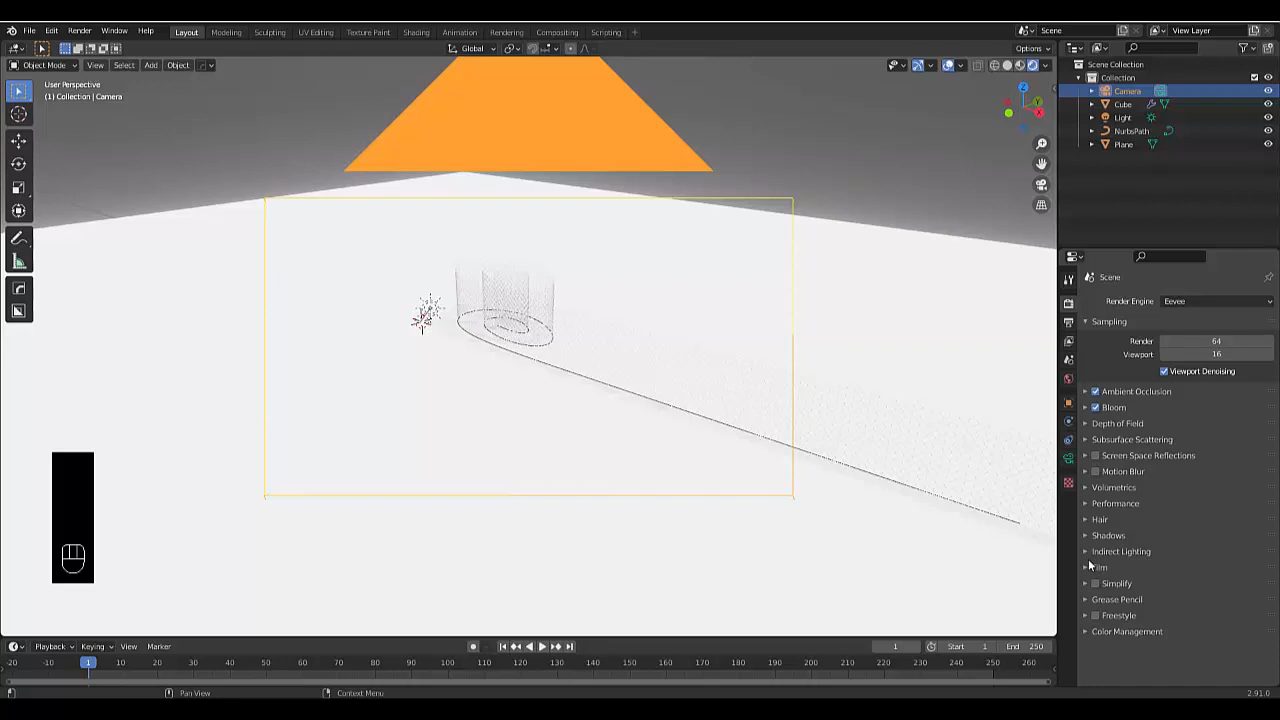 File Edit Render Window Help Layout Modeling Sculpting UV Editing Texture Paint Shading Animation Rendering Compositing Scripting + Scene View Layer
Global Options
Object Mode View Select Add Object
User Perspective
(1) Collection | Camera
Scene Collection
Collection
Camera
Cube
Light
NurbsPath
Plane
Z
Y
X
Scene
Render Engine Eevee
Sampling
Render 64
Viewport 16
Viewport Denoising
Ambient Occlusion
Bloom
Depth of Field
Subsurface Scattering
Screen Space Reflections
Motion Blur
Volumetrics
Performance
Hair
Shadows
Indirect Lighting
Film
Simplify
Grease Pencil
Freestyle
Color Management
Playback Keying View Marker 1 Start 1 End 250
-20 -10 1 10 20 30 40 50 60 70 80 90 100 110 120 130 140 150 160 170 180 190 200 210 220 230 240 250 260
Pan View Context Menu 2.91.0